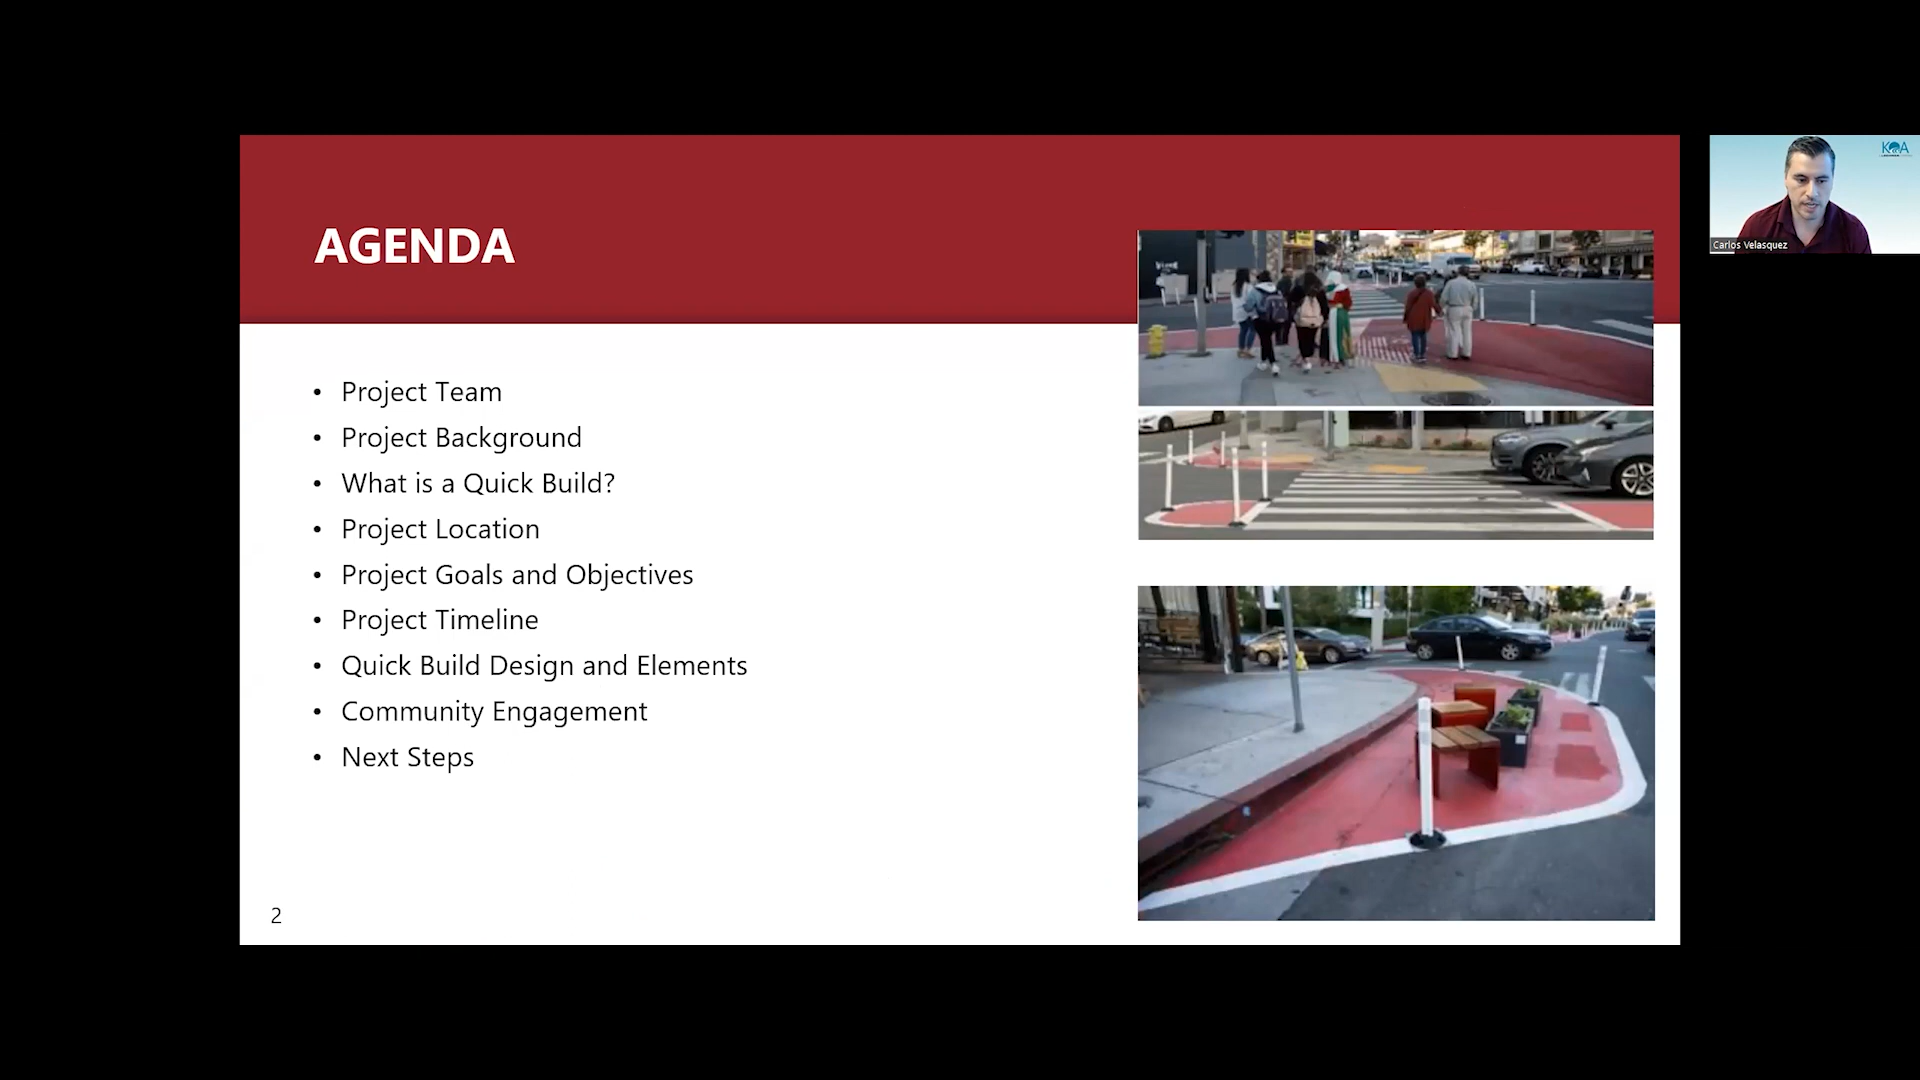 AGENDA
• Project Team
• Project Background
• What is a Quick Build?
• Project Location
• Project Goals and Objectives
• Project Timeline
• Quick Build Design and Elements
• Community Engagement
• Next Steps
2
KOA
Carlos Velasquez